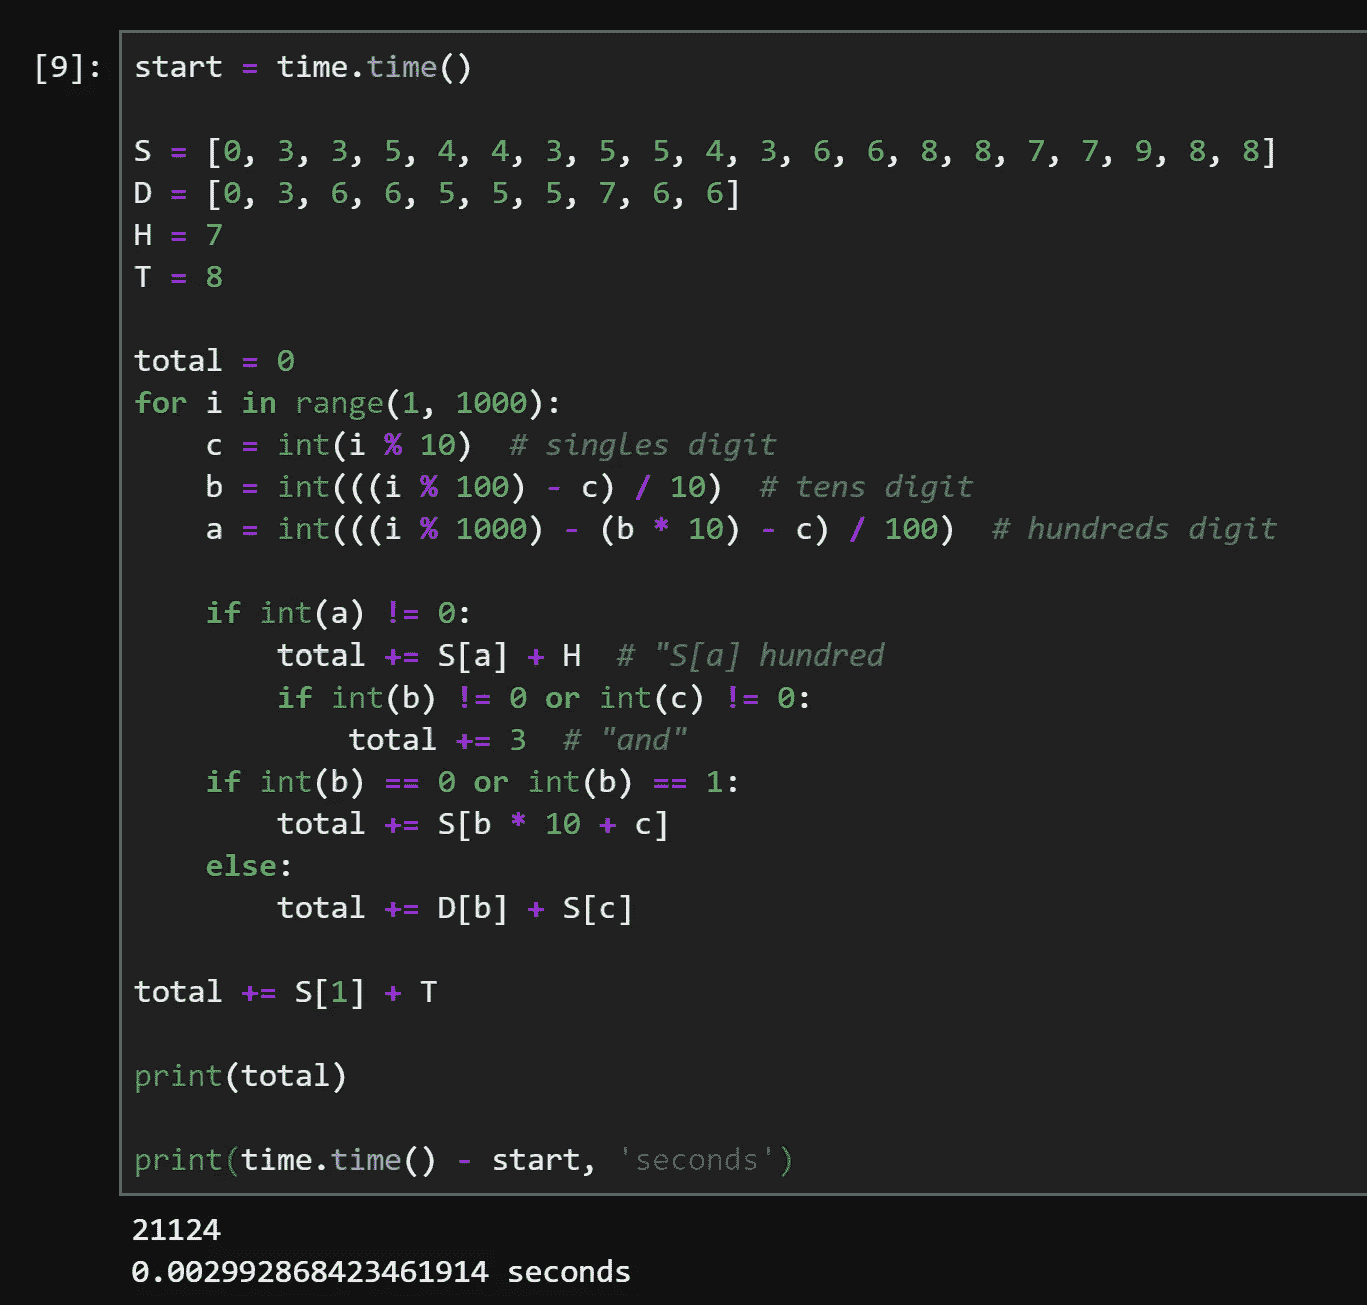 [9]: start = time.time()
S = [0, 3, 3, 5, 4, 4, 3, 5, 5, 4, 3, 6, 6, 8, 8, 7, 7, 9, 8, 8]
D = [0, 3, 6, 6, 5, 5, 5, 7, 6, 6]
H = 7
T = 8
total = 0
for i in range(1, 1000):
    c = int(i % 10)  # singles digit
    b = int(((i % 100) - c) / 10)  # tens digit
    a = int(((i % 1000) - (b * 10) - c) / 100)  # hundreds digit
    if int(a) != 0:
        total += S[a] + H  # "S[a] hundred
        if int(b) != 0 or int(c) != 0:
            total += 3  # "and"
    if int(b) == 0 or int(b) == 1:
        total += S[b * 10 + c]
    else:
        total += D[b] + S[c]
total += S[1] + T
print(total)
print(time.time() - start, 'seconds')
21124
0.002992868423461914 seconds